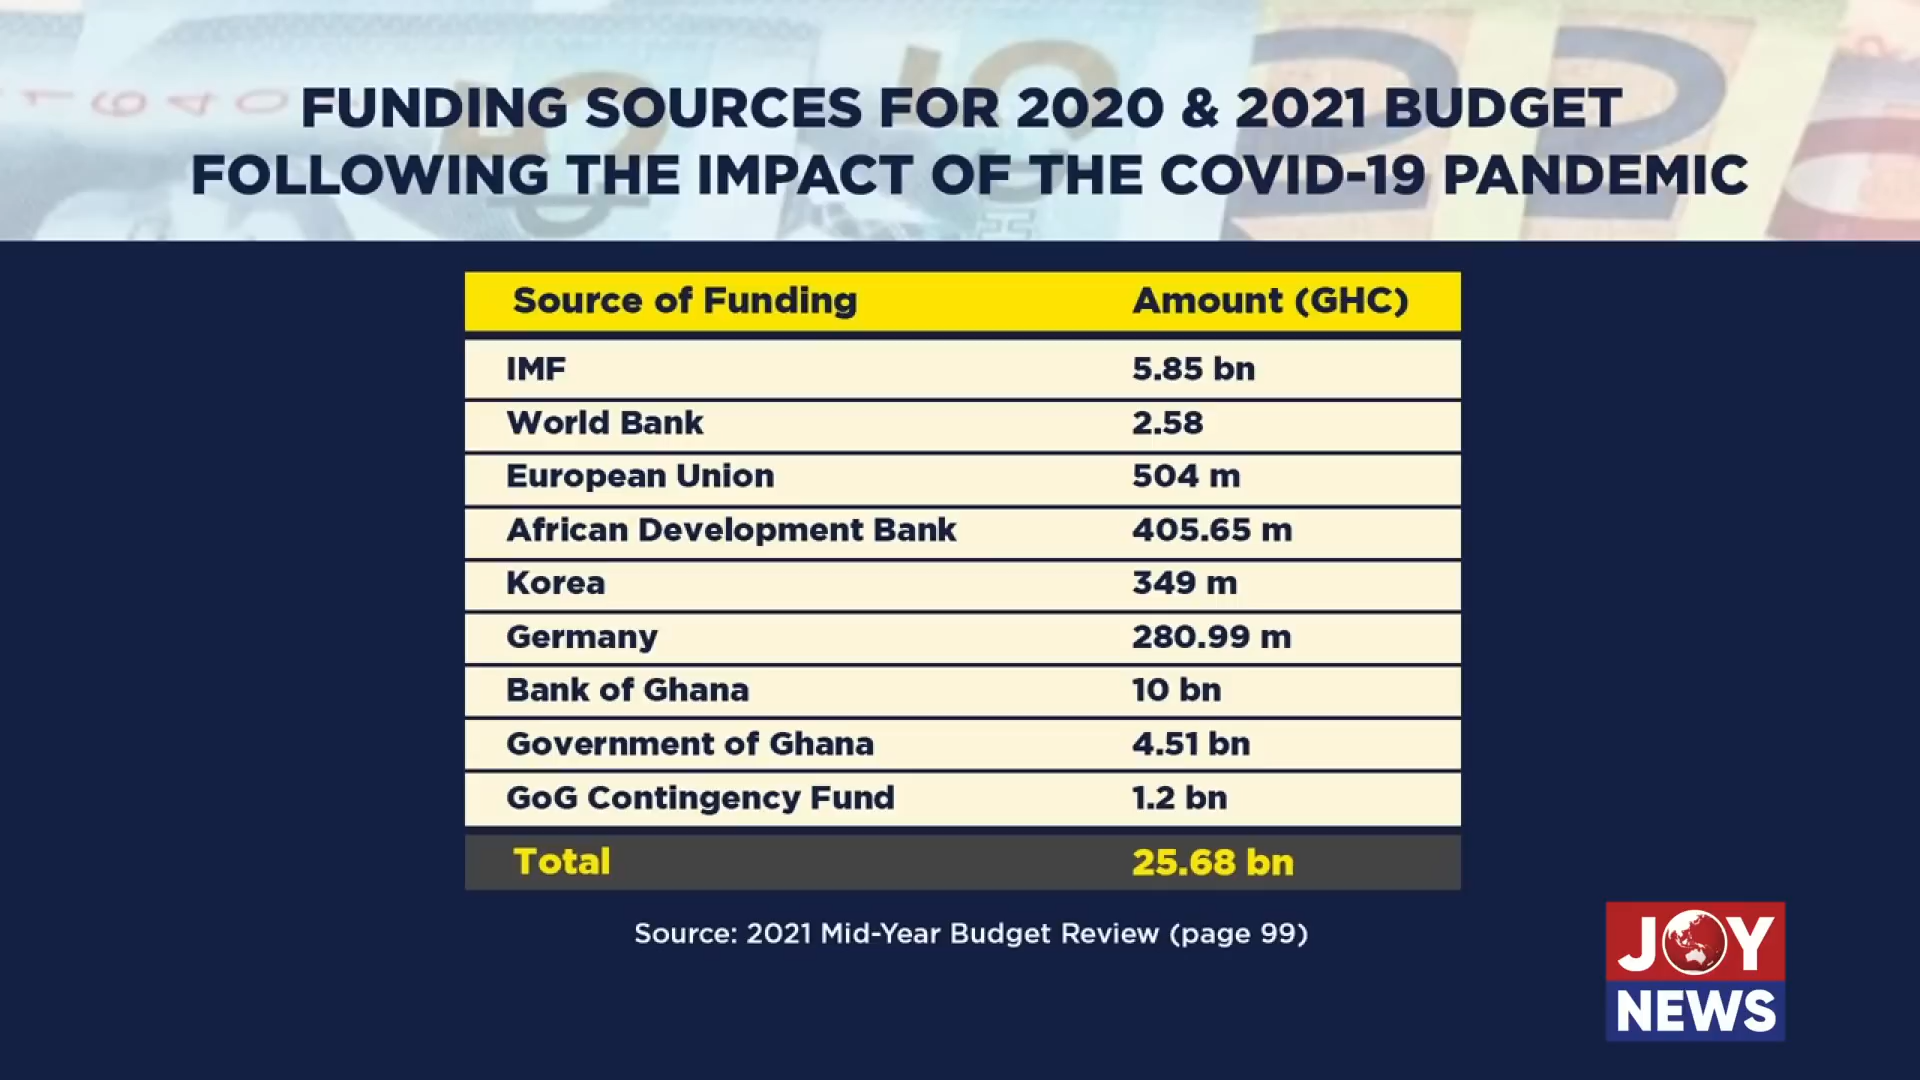 FUNDING SOURCES FOR 2020 & 2021 BUDGET
FOLLOWING THE IMPACT OF THE COVID-19 PANDEMIC
Source of Funding Amount (GHC)
IMF 5.85 bn
World Bank 2.58
European Union 504 m
African Development Bank 405.65 m
Korea 349 m
Germany 280.99 m
Bank of Ghana 10 bn
Government of Ghana 4.51 bn
GoG Contingency Fund 1.2 bn
Total 25.68 bn
Source: 2021 Mid-Year Budget Review (page 99)
JOY
NEWS